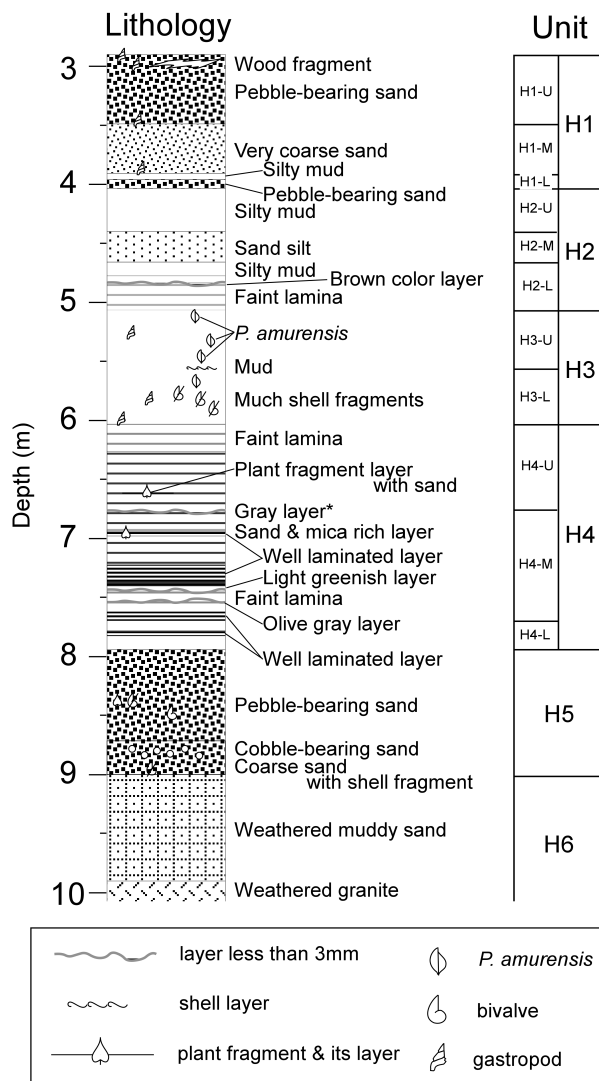 Lithology
Unit
Depth (m)
3
4
5
6
7
8
9
10
Wood fragment
Pebble-bearing sand
Very coarse sand
Silty mud
Pebble-bearing sand
Silty mud
Sand silt
Silty mud
Brown color layer
Faint lamina
P. amurensis
Mud
Much shell fragments
Faint lamina
Plant fragment layer
with sand
Gray layer*
Sand & mica rich layer
Well laminated layer
Light greenish layer
Faint lamina
Olive gray layer
Well laminated layer
Pebble-bearing sand
Cobble-bearing sand
Coarse sand
with shell fragment
Weathered muddy sand
Weathered granite
H1-U
H1-M
H1-L
H2-U
H2-M
H2-L
H3-U
H3-L
H4-U
H4-M
H4-L
H1
H2
H3
H4
H5
H6
layer less than 3mm
P. amurensis
shell layer
bivalve
plant fragment & its layer
gastropod